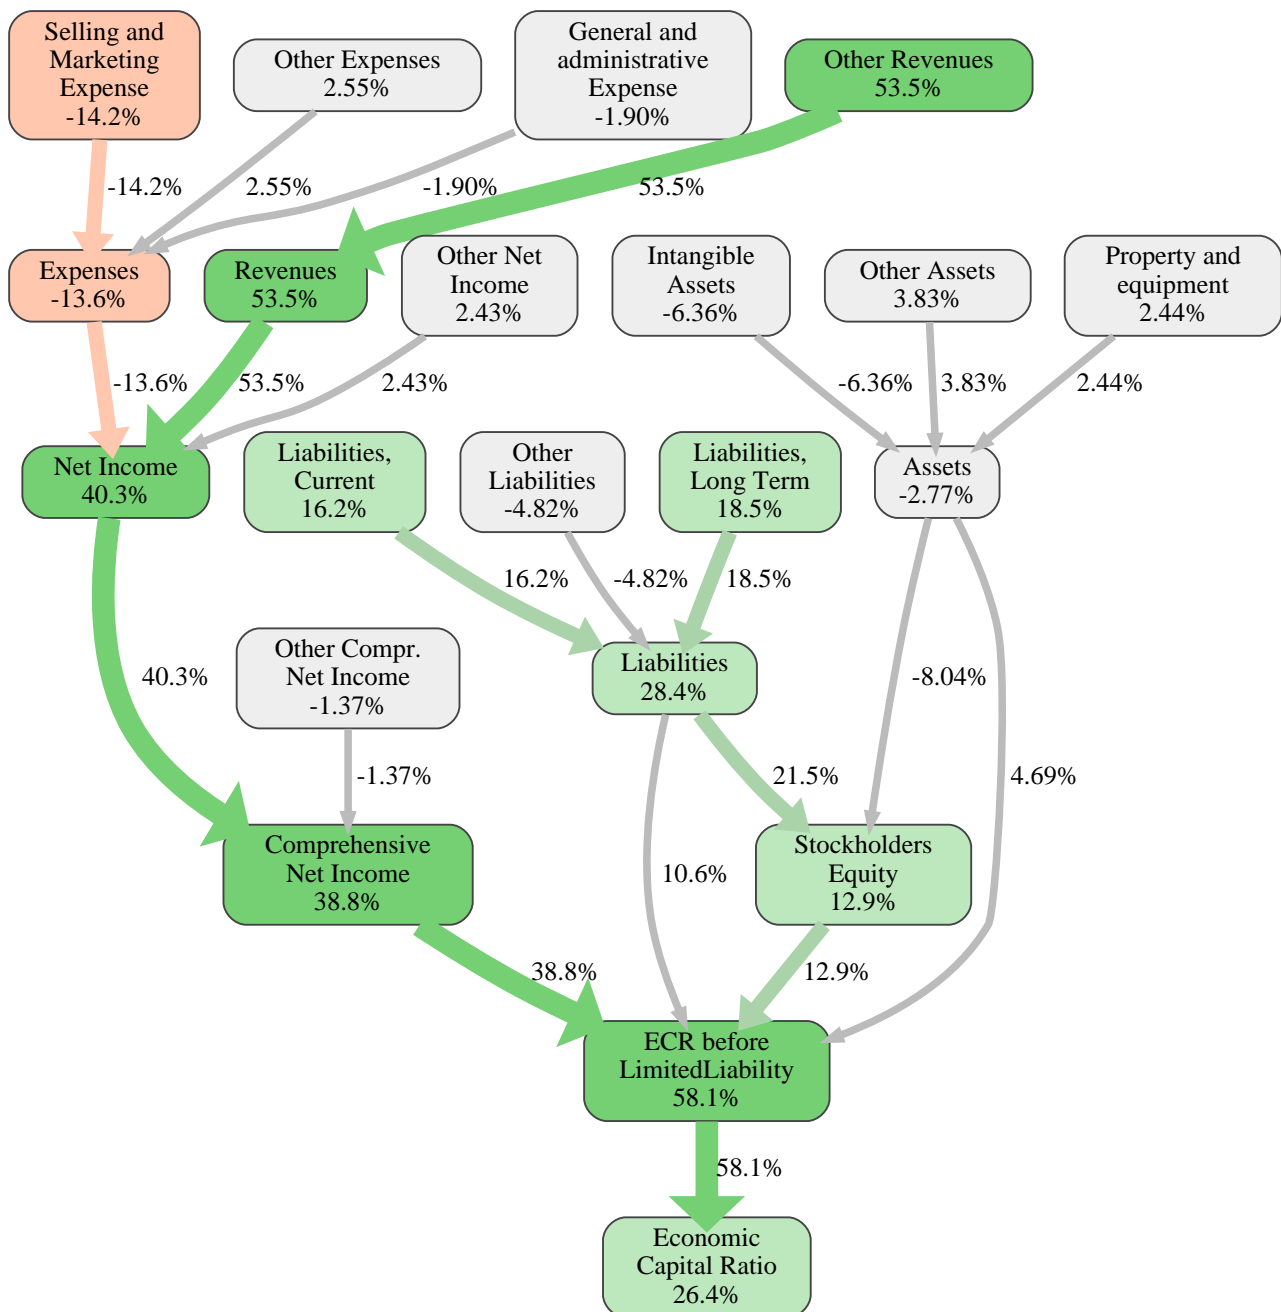 Selling and
Marketing
Expense
-14.2%
Other Expenses
2.55%
General and
administrative
Expense
-1.90%
Other Revenues
53.5%
-14.2%
2.55%
-1.90%
53.5%
Expenses
-13.6%
Revenues
53.5%
Other Net
Income
2.43%
Intangible
Assets
-6.36%
Other Assets
3.83%
Property and
equipment
2.44%
-13.6%
53.5%
2.43%
-6.36%
3.83%
2.44%
Net Income
40.3%
Liabilities,
Current
16.2%
Other
Liabilities
-4.82%
Liabilities,
Long Term
18.5%
Assets
-2.77%
16.2%
-4.82%
18.5%
40.3%
Other Compr.
Net Income
-1.37%
Liabilities
28.4%
-8.04%
-1.37%
21.5%
4.69%
Comprehensive
Net Income
38.8%
10.6%
Stockholders
Equity
12.9%
38.8%
12.9%
ECR before
LimitedLiability
58.1%
58.1%
Economic
Capital Ratio
26.4%